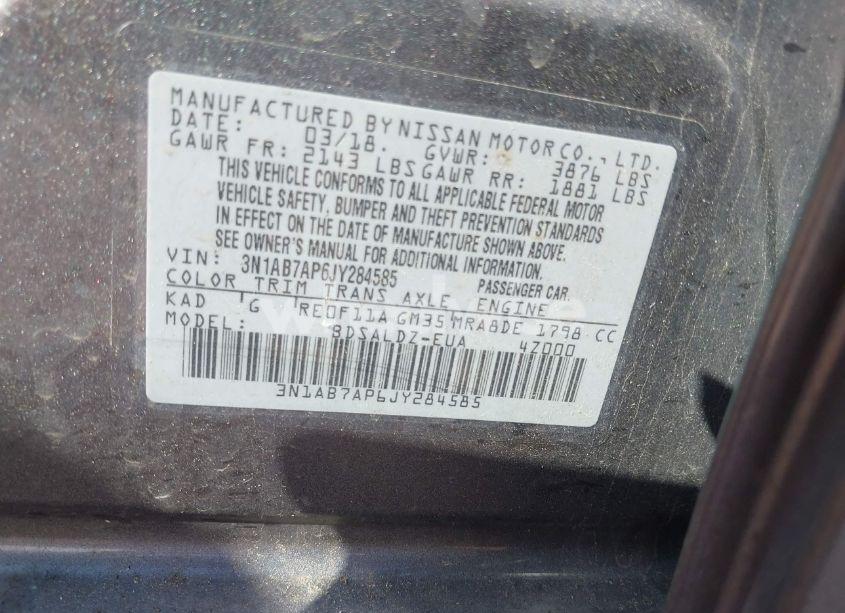 MANUFACTURED BY NISSAN MOTOR CO., LTD.
DATE: 03/18. GVWR: 3876 LBS
GAWR FR: 2143 LBS GAWR RR: 1881 LBS
THIS VEHICLE CONFORMS TO ALL APPLICABLE FEDERAL MOTOR
VEHICLE SAFETY, BUMPER AND THEFT PREVENTION STANDARDS
IN EFFECT ON THE DATE OF MANUFACTURE SHOWN ABOVE.
SEE OWNER'S MANUAL FOR ADDITIONAL INFORMATION.
VIN: 3N1AB7AP6JY284585 PASSENGER CAR.
COLOR TRIM TRANS AXLE ENGINE
KAD 'G RE0F11A GM35 MRA8DE 1798 CC
MODEL: BDSALDZ-EUA 4Z000
3N1AB7AP6JY284585